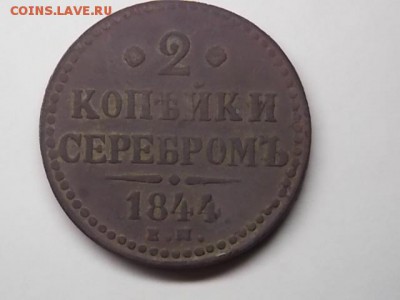 COINS.LAVE.RU
· 2 ·
КОПѢЙКИ
СЕРЕБРОМЪ
1844
Е.М.